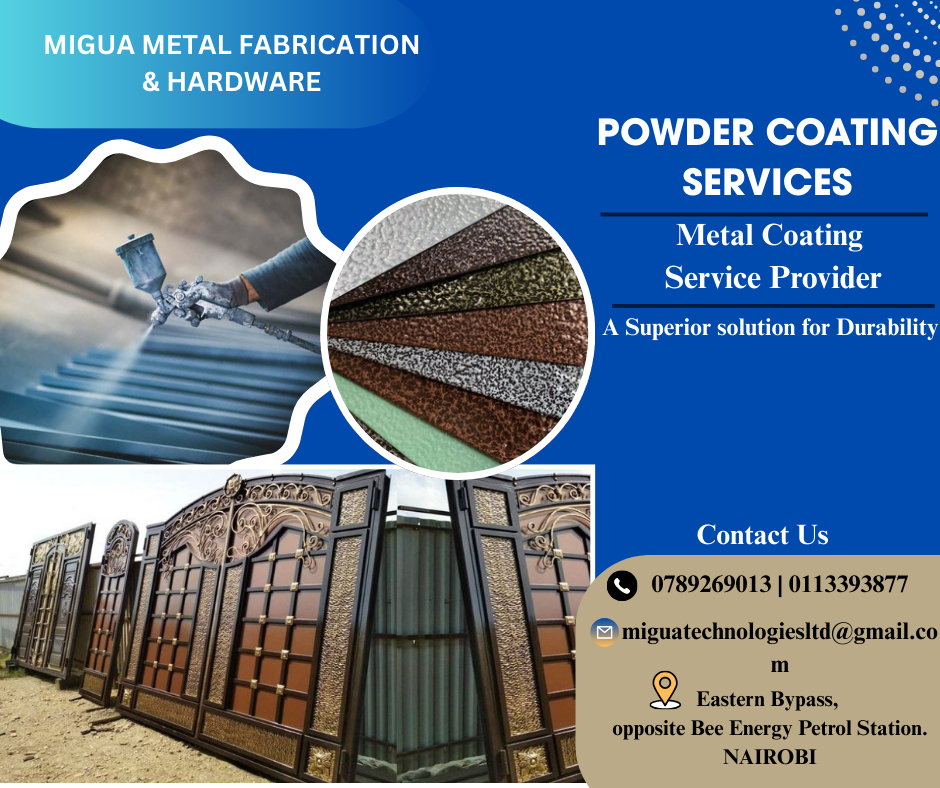 MIGUA METAL FABRICATION
& HARDWARE
POWDER COATING
SERVICES
Metal Coating
Service Provider
A Superior solution for Durability
Contact Us
0789269013 | 0113393877
miguatechnologiesltd@gmail.co
m
Eastern Bypass,
opposite Bee Energy Petrol Station.
NAIROBI